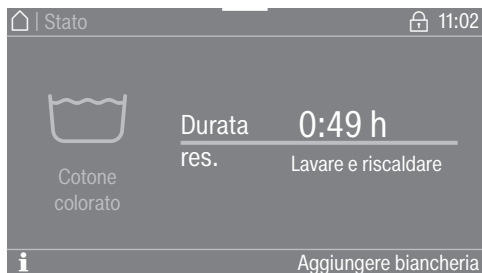 | Stato 11:02
Durata 0:49 h
res. Lavare e riscaldare
Cotone
colorato
i Aggiungere biancheria